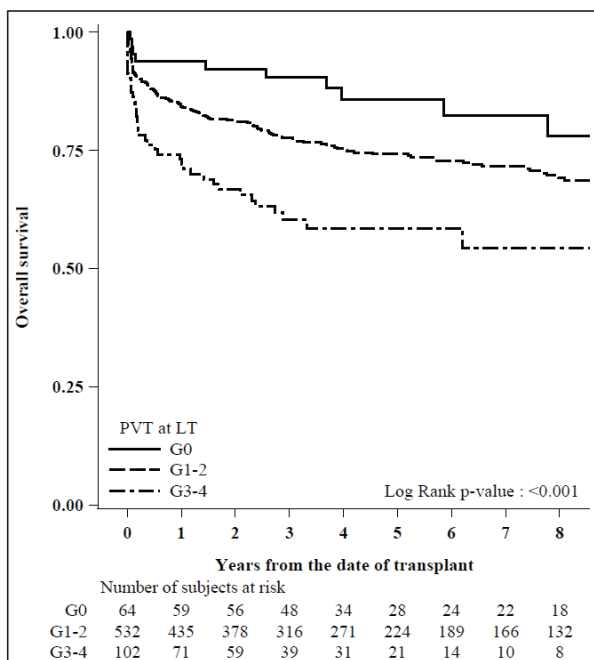 1.00
0.75
0.50
0.25
0.00
Overall survival
PVT at LT
G0
G1-2
G3-4
Log Rank p-value : <0.001
0 1 2 3 4 5 6 7 8
Years from the date of transplant
Number of subjects at risk
G0 64 59 56 48 34 28 24 22 18
G1-2 532 435 378 316 271 224 189 166 132
G3-4 102 71 59 39 31 21 14 10 8